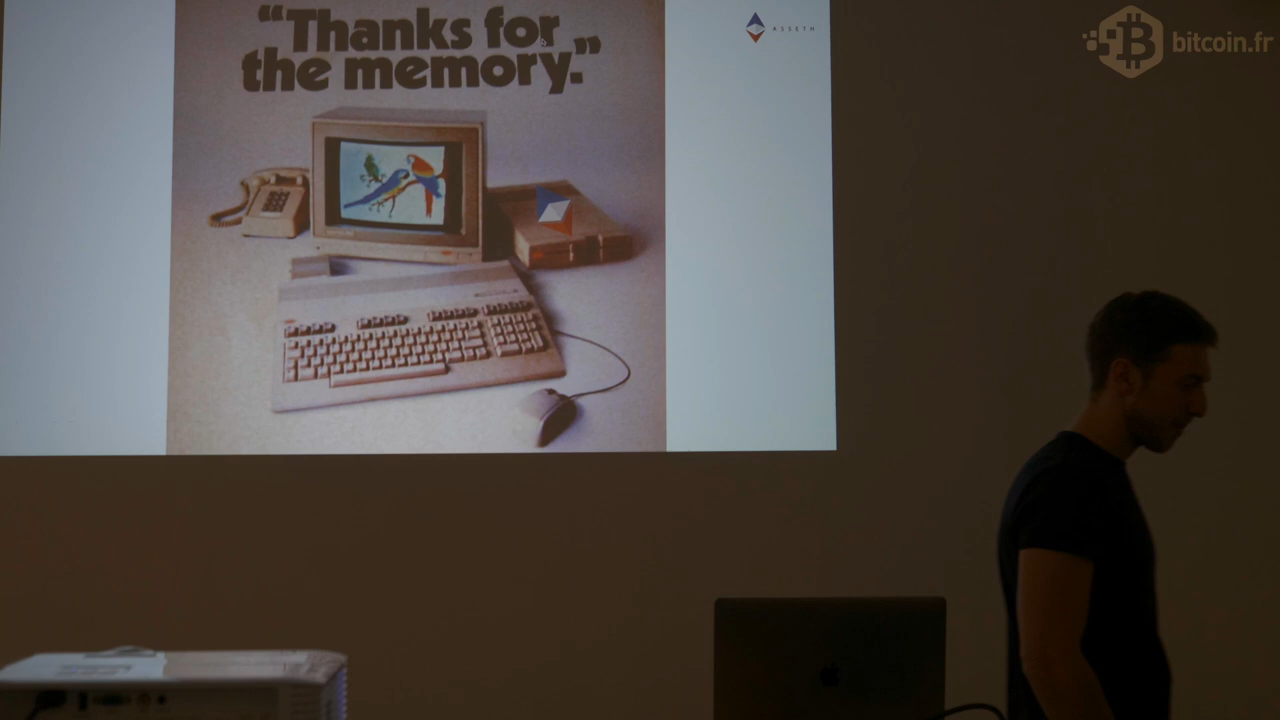 “Thanks for
the memory.”
ASSETH
bitcoin.fr